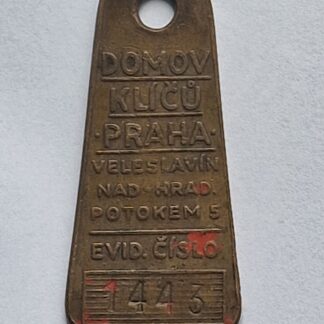 DOMOV
KLÍČŮ
·PRAHA·
VELESLAVÍN
NAD HRAD.
POTOKEM 5
EVID. ČÍSLO
1443